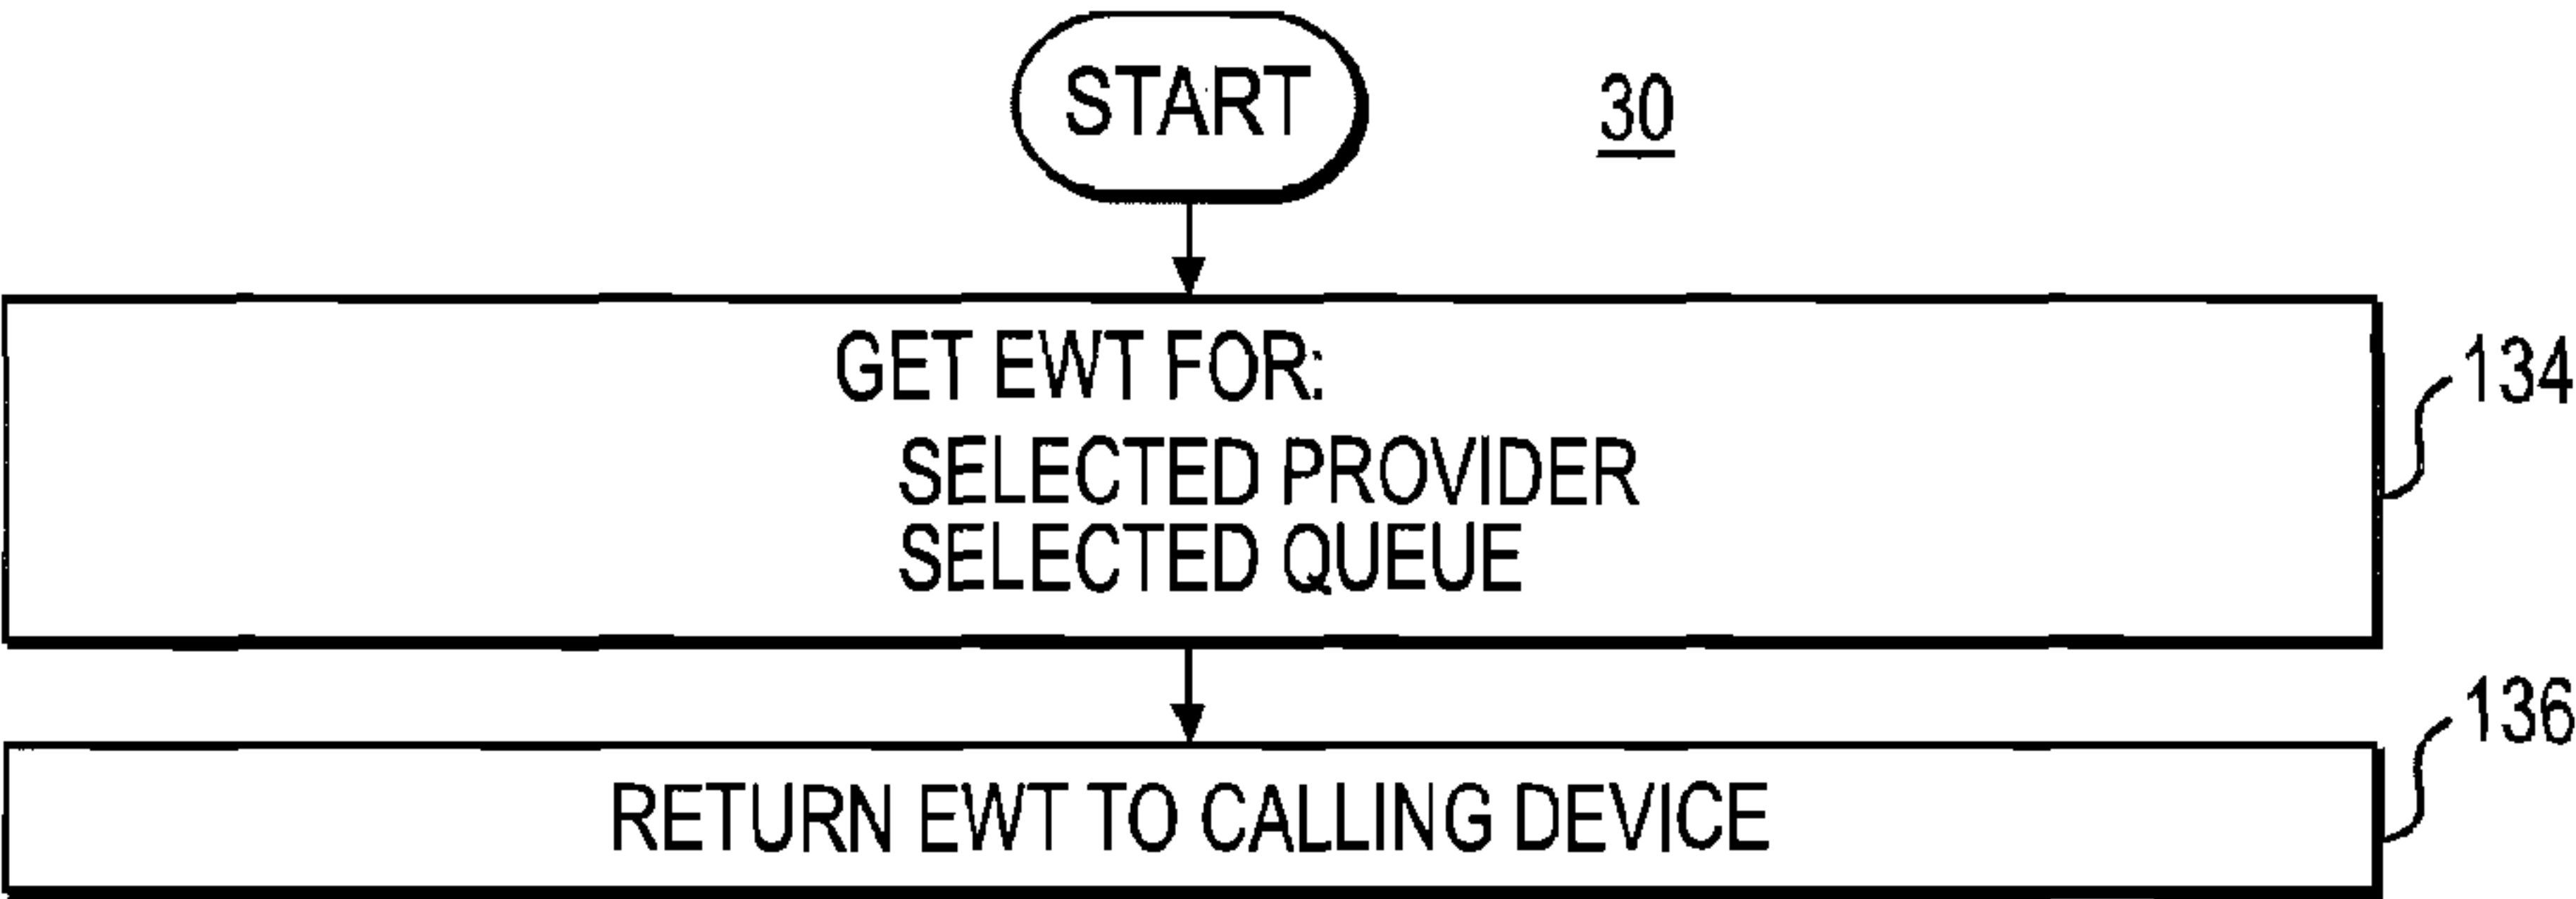 START
30
GET EWT FOR:
SELECTED PROVIDER
SELECTED QUEUE
134
RETURN EWT TO CALLING DEVICE
136